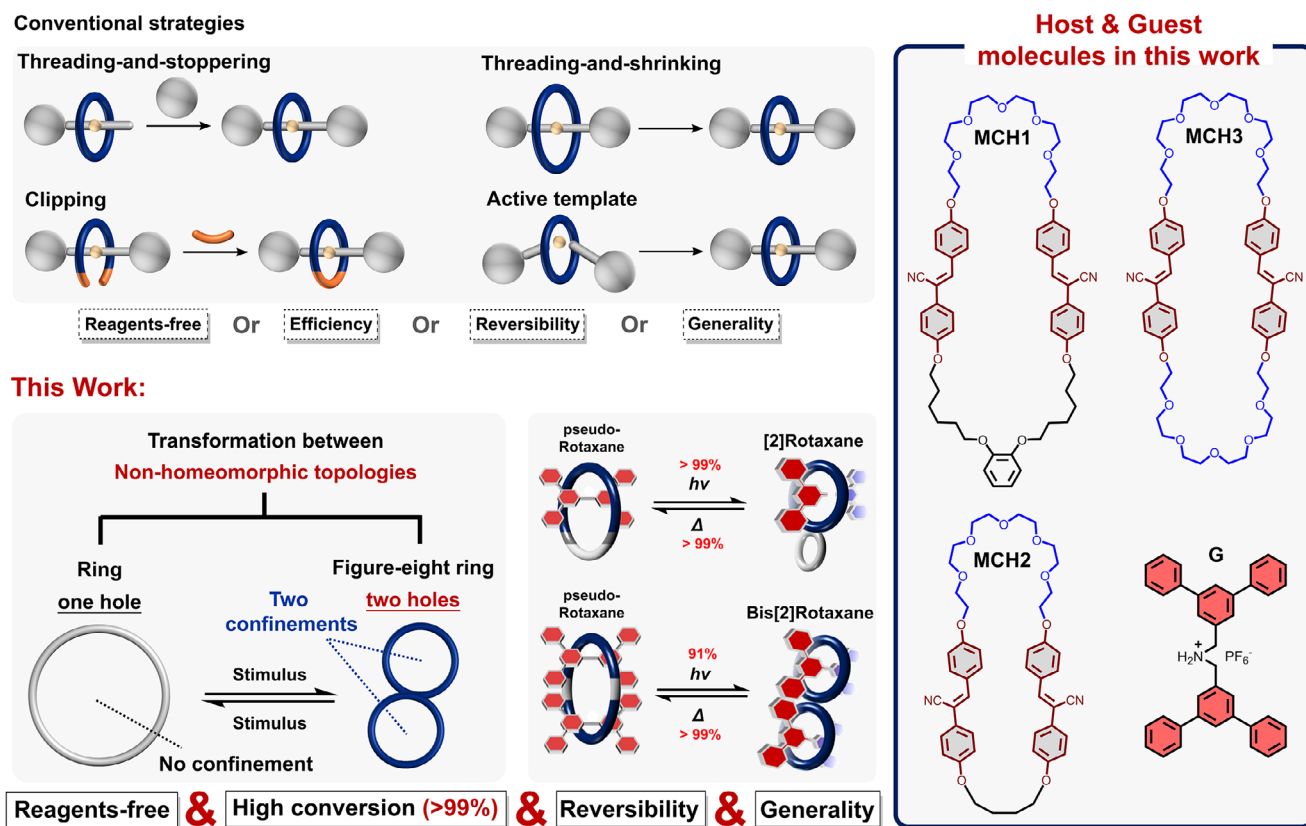 Conventional strategies
Threading-and-stoppering
Threading-and-shrinking
Clipping
Active template
Reagents-free Or Efficiency Or Reversibility Or Generality
This Work:
Transformation between
Non-homeomorphic topologies
Ring
one hole
Figure-eight ring
two holes
Two
confinements
Stimulus
Stimulus
No confinement
pseudo-
Rotaxane
> 99%
hν
Δ
> 99%
[2]Rotaxane
pseudo-
Rotaxane
91%
hν
Δ
> 99%
Bis[2]Rotaxane
Reagents-free & High conversion (>99%) & Reversibility & Generality
Host & Guest
molecules in this work
MCH1
O
O
O
O
O
O
O
NC
CN
O
O
O
O
MCH3
O
O
O
O
O
O
O
NC
CN
O
O
O
O
O
O
O
MCH2
O
O
O
O
O
O
O
NC
CN
O
O
G
+
H2N
PF6-